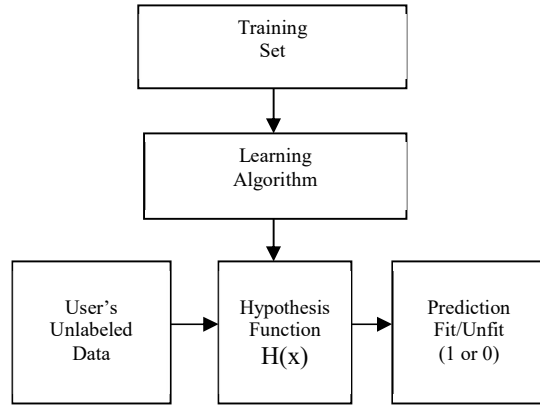 Training
Set
Learning
Algorithm
User's
Unlabeled
Data
Hypothesis
Function
H(x)
Prediction
Fit/Unfit
(1 or 0)